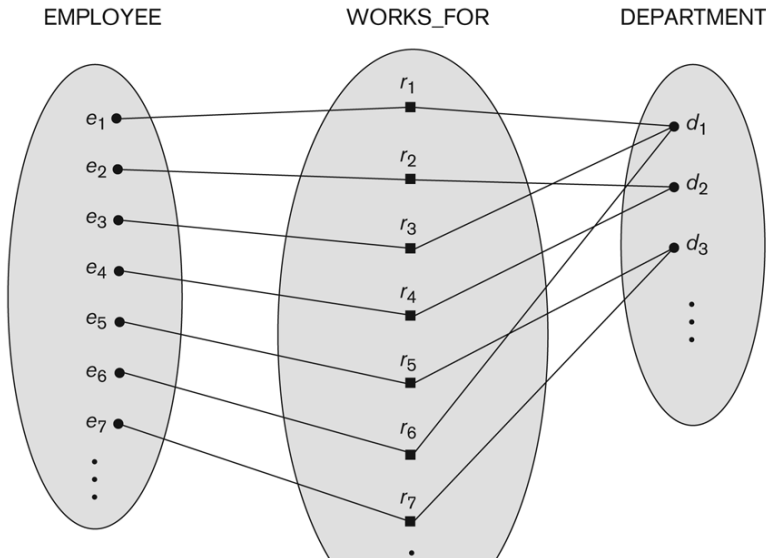 EMPLOYEE WORKS_FOR DEPARTMENT
r1
e1 d1
e2 r2 d2
e3 r3 d3
e4 r4
e5 r5
e6 r6
e7 r7